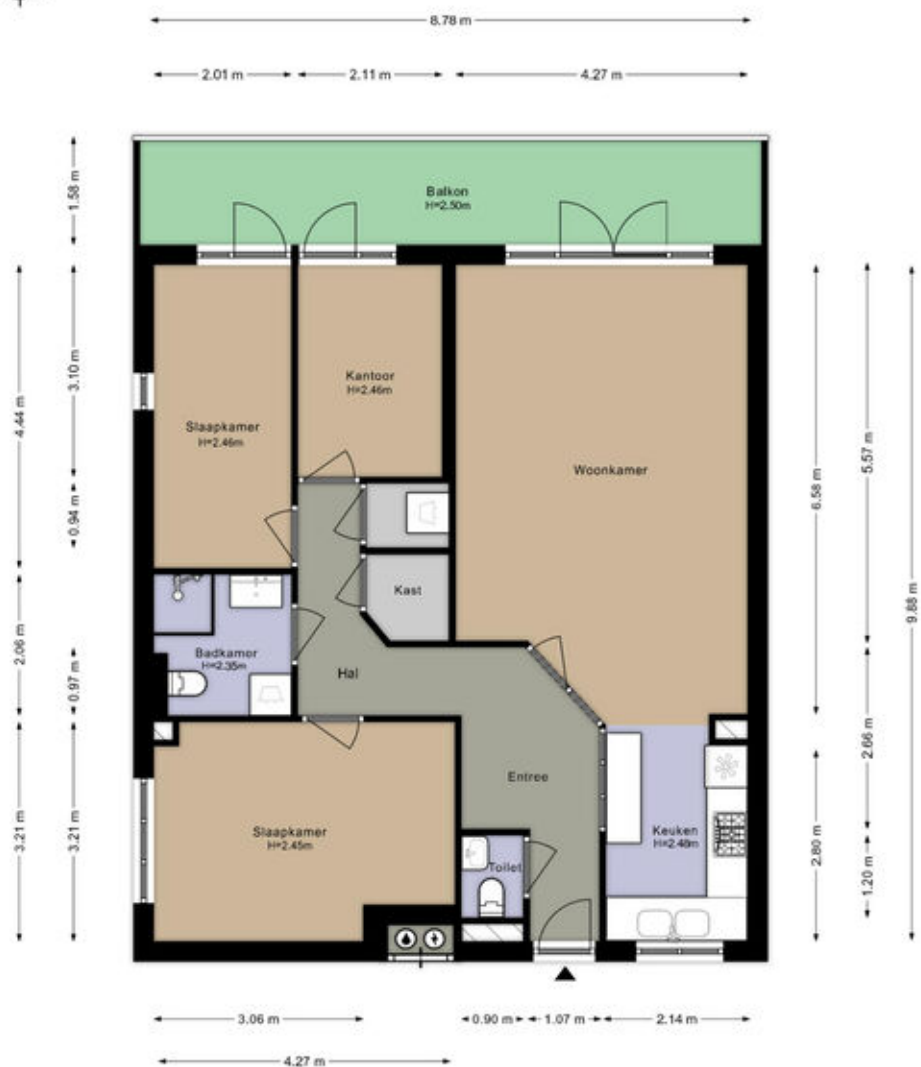 8.78 m
2.01 m
2.11 m
4.27 m
1.58 m
Balkon
H=2.50m
4.44 m
3.10 m
Kantoor
H=2.46m
Slaapkamer
H=2.46m
Woonkamer
6.58 m
5.57 m
9.88 m
0.94 m
Kast
2.06 m
0.97 m
Badkamer
H=2.35m
Hal
Entree
2.66 m
3.21 m
3.21 m
Slaapkamer
H=2.45m
Keuken
H=2.48m
2.80 m
1.20 m
Toilet
3.06 m
0.90 m
1.07 m
2.14 m
4.27 m